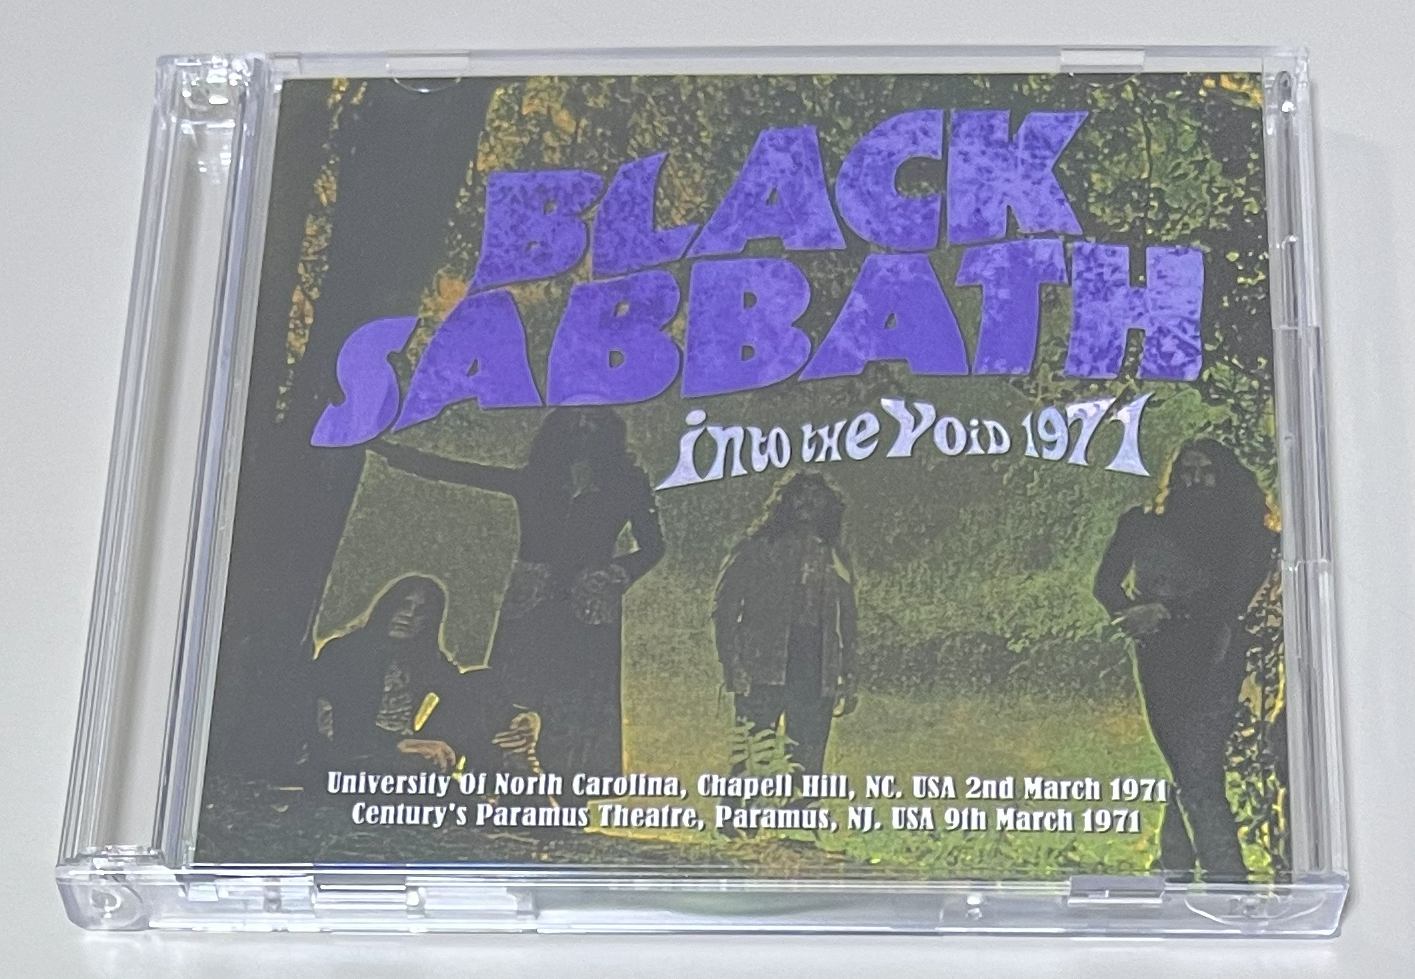 BLACK
SABBATH
into the Void 1971
University Of North Carolina, Chapell Hill, NC. USA 2nd March 1971
Century's Paramus Theatre, Paramus, NJ. USA 9th March 1971